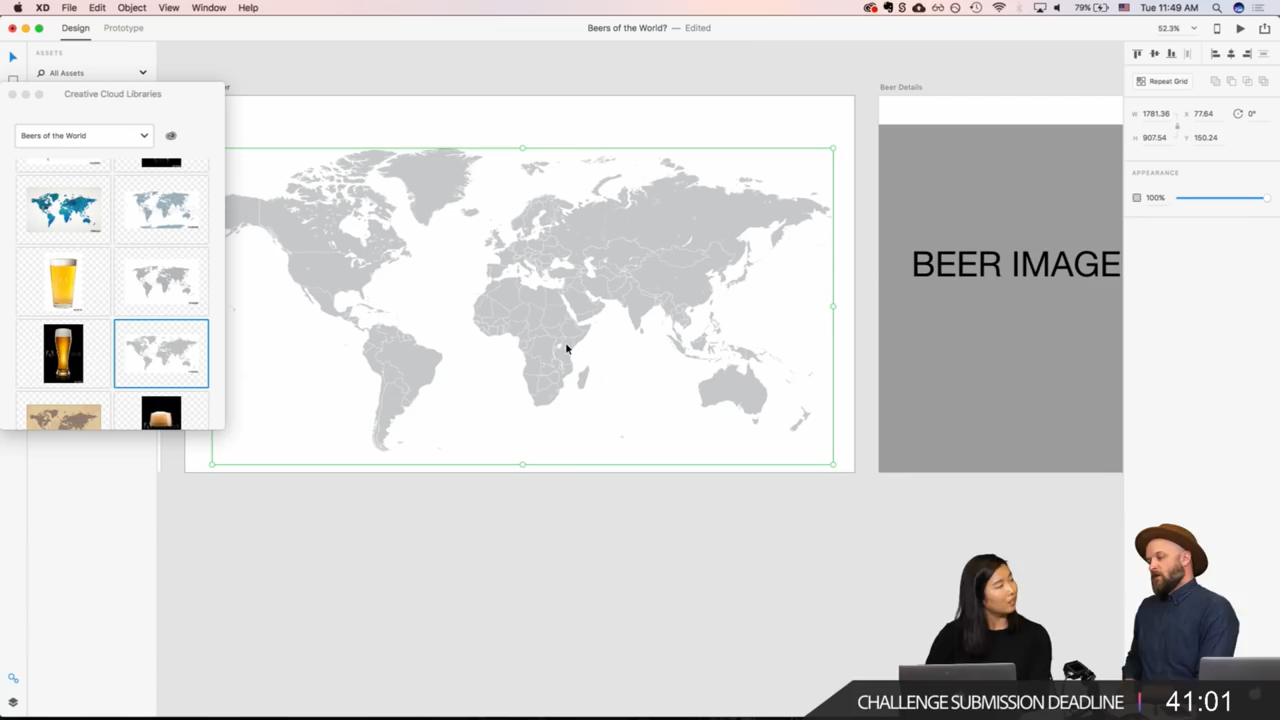 XD File Edit Object View Window Help
79% Tue 11:49 AM
Design Prototype
Beers of the World? — Edited
52.3%
ASSETS
All Assets
Creative Cloud Libraries
Beers of the World
Beer Details
BEER IMAGE
Repeat Grid
W 1781.36 X 77.64 0°
H 907.54 Y 150.24
APPEARANCE
100%
CHALLENGE SUBMISSION DEADLINE | 41:01